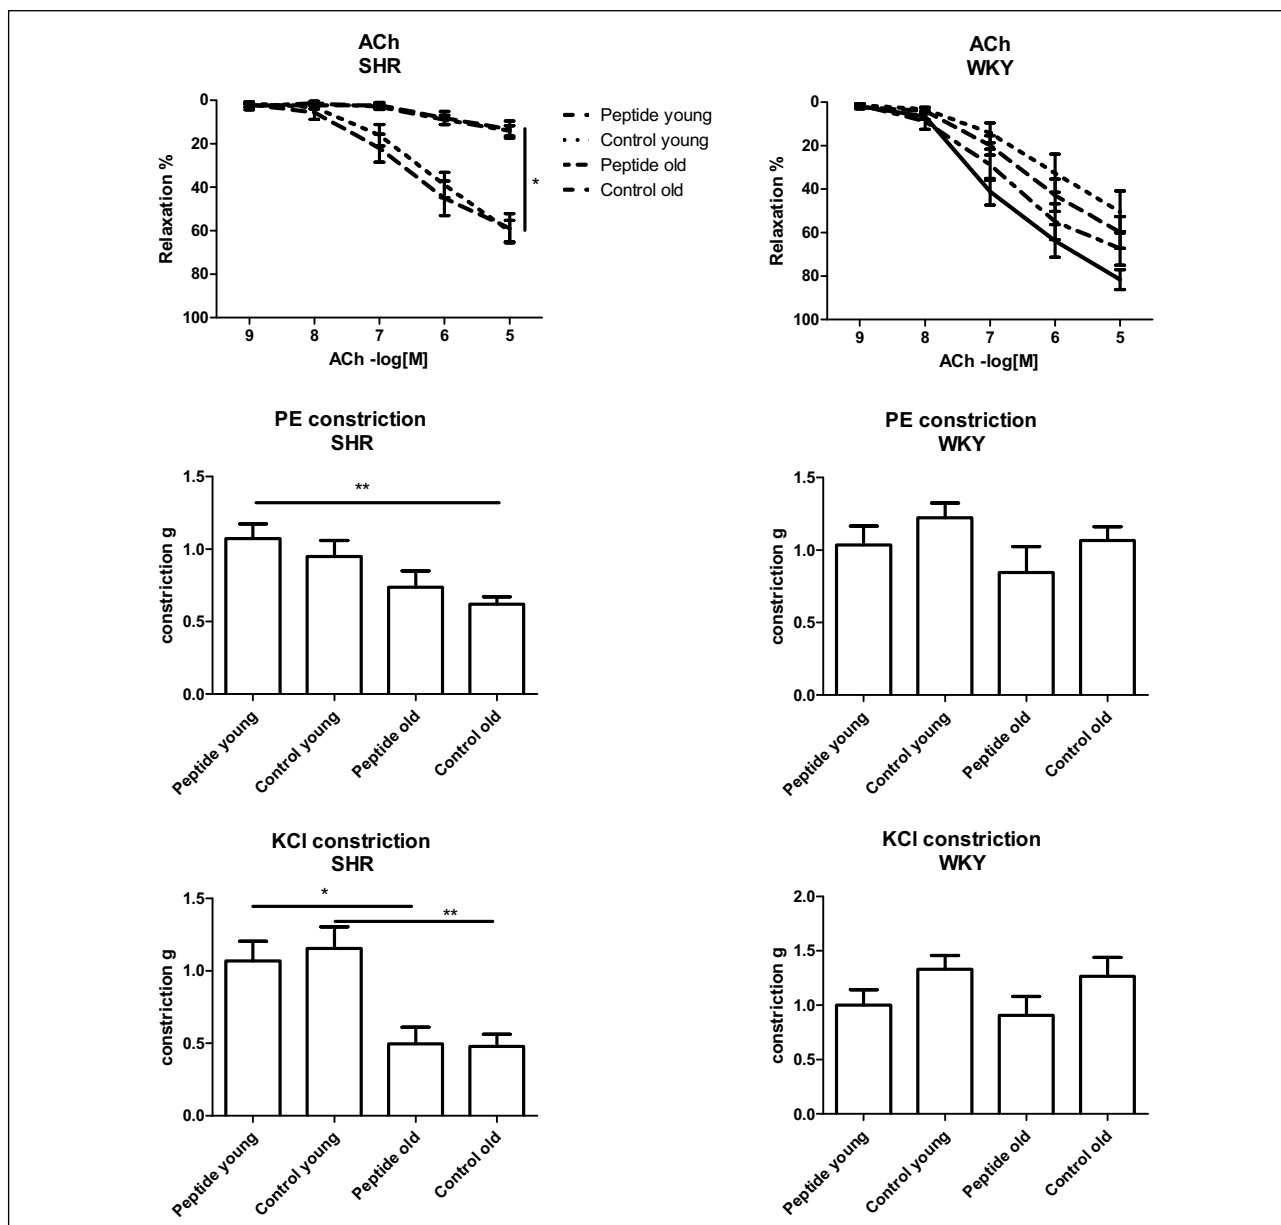 ACh
SHR
0
20
40
60
80
100
Relaxation %
9 8 7 6 5
ACh -log[M]
*
Peptide young
Control young
Peptide old
Control old
ACh
WKY
0
20
40
60
80
100
Relaxation %
9 8 7 6 5
ACh -log[M]
PE constriction
SHR
1.5
1.0
0.5
0.0
constriction g
**
Peptide young
Control young
Peptide old
Control old
PE constriction
WKY
1.5
1.0
0.5
0.0
constriction g
Peptide young
Control young
Peptide old
Control old
KCl constriction
SHR
1.5
1.0
0.5
0.0
constriction g
*
**
Peptide young
Control young
Peptide old
Control old
KCl constriction
WKY
2.0
1.5
1.0
0.5
0.0
constriction g
Peptide young
Control young
Peptide old
Control old